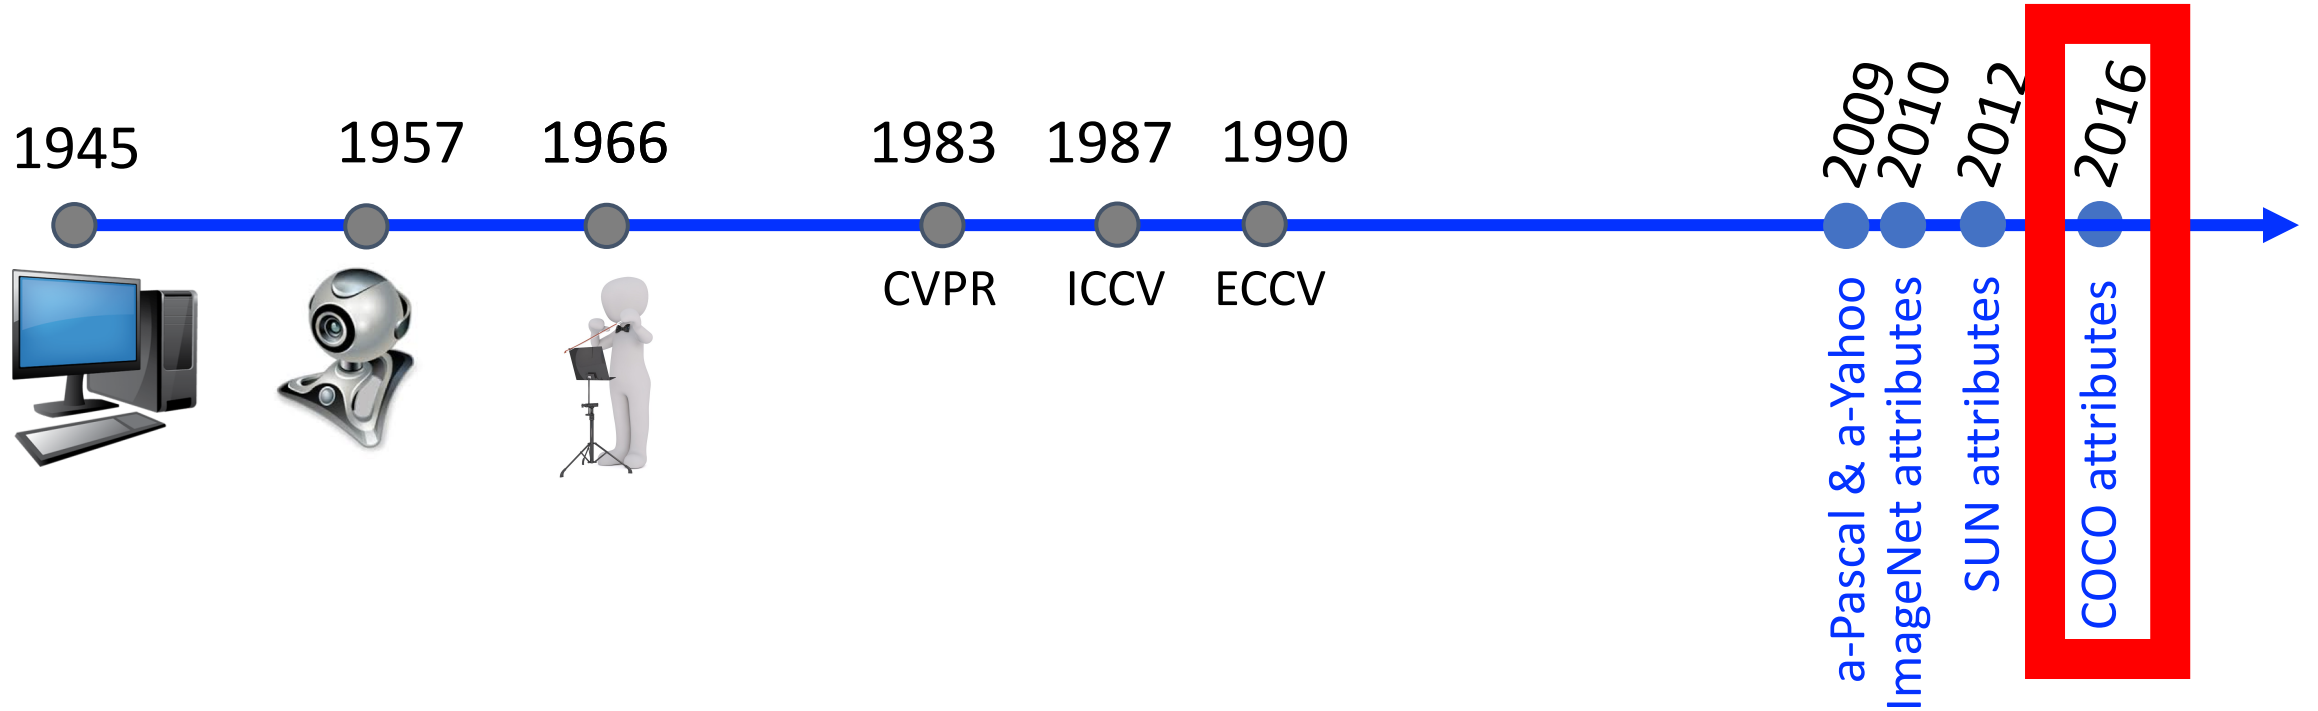 1945
1957
1966
1983
1987
1990
2009
2010
2012
2016
CVPR
ICCV
ECCV
a-Pascal & a-Yahoo
ImageNet attributes
SUN attributes
COCO attributes